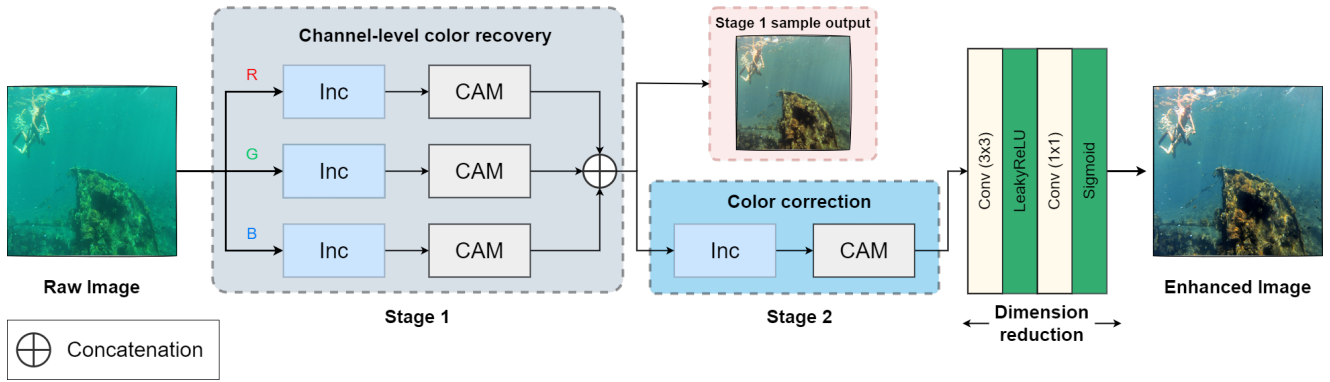 Channel-level color recovery
R
Inc
CAM
G
Inc
CAM
B
Inc
CAM
Raw Image
Stage 1
Concatenation
Stage 1 sample output
Color correction
Inc
CAM
Stage 2
Conv (3x3)
LeakyReLU
Conv (1x1)
Sigmoid
Dimension
reduction
Enhanced Image